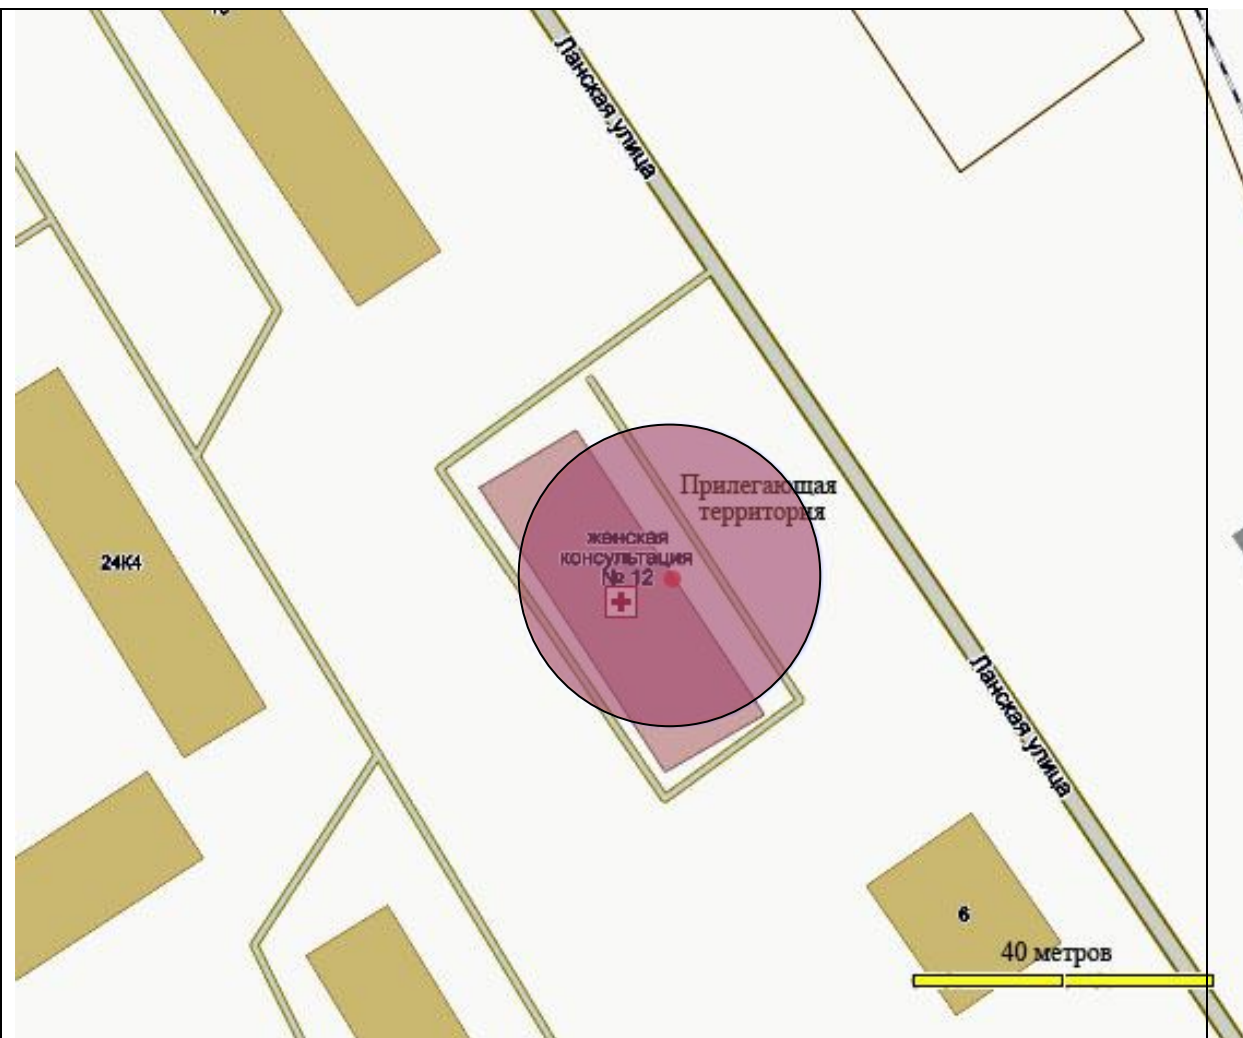 Ланская улица
Прилегающая
территория
женская
консультация
№ 12
24К4
Ланская улица
6
40 метров